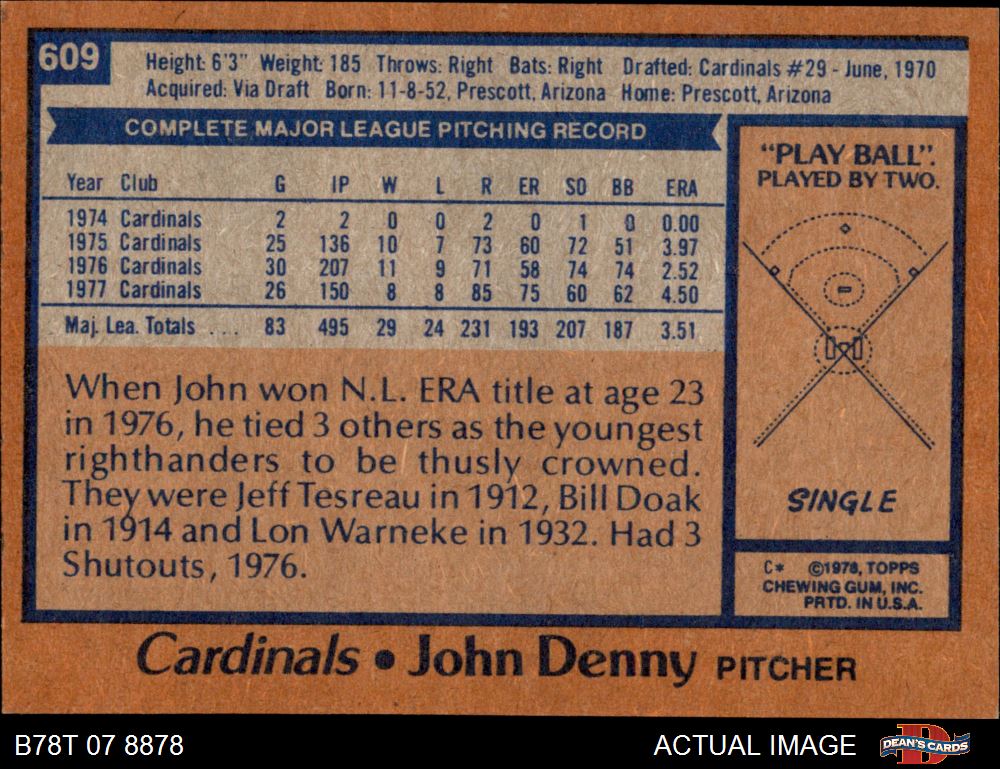 609
Height: 6'3" Weight: 185 Throws: Right Bats: Right Drafted: Cardinals #29 - June, 1970
Acquired: Via Draft Born: 11-8-52, Prescott, Arizona Home: Prescott, Arizona
COMPLETE MAJOR LEAGUE PITCHING RECORD
Year Club G IP W L R ER SO BB ERA
1974 Cardinals 2 2 0 0 2 0 1 0 0.00
1975 Cardinals 25 136 10 7 73 60 72 51 3.97
1976 Cardinals 30 207 11 9 71 58 74 74 2.52
1977 Cardinals 26 150 8 8 85 75 60 62 4.50
Maj. Lea. Totals .... 83 495 29 24 231 193 207 187 3.51
When John won N.L. ERA title at age 23
in 1976, he tied 3 others as the youngest
righthanders to be thusly crowned.
They were Jeff Tesreau in 1912, Bill Doak
in 1914 and Lon Warneke in 1932. Had 3
Shutouts, 1976.
"PLAY BALL".
PLAYED BY TWO.
SINGLE
C* ©1978, TOPPS
CHEWING GUM, INC.
PRTD. IN U.S.A.
Cardinals • John Denny PITCHER
B78T 07 8878
ACTUAL IMAGE
D
DEAN'S CARDS